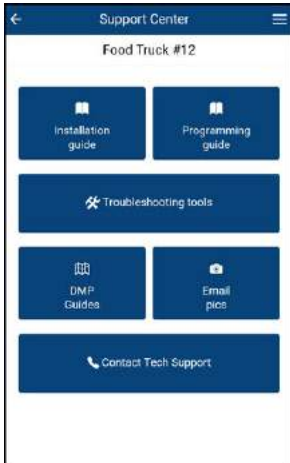 Support Center
Food Truck #12
Installation
guide
Programming
guide
Troubleshooting tools
DMP
Guides
Email
pics
Contact Tech Support